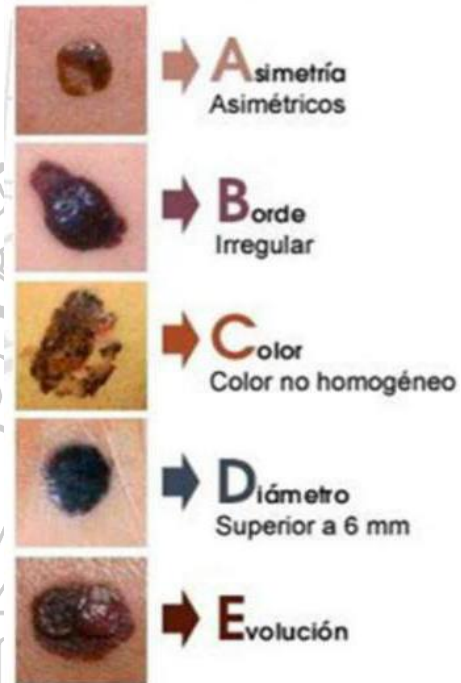 Asimetría
Asimétricos
Borde
Irregular
Color
Color no homogéneo
Diámetro
Superior a 6 mm
Evolución